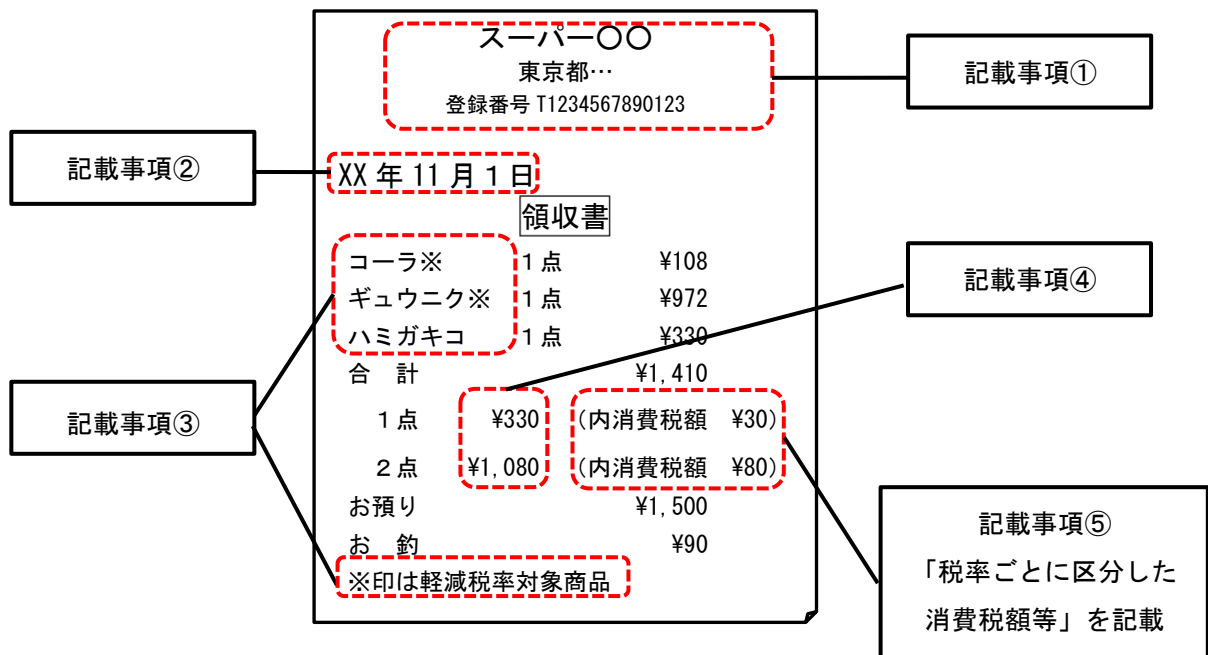 スーパー〇〇
東京都…
登録番号 T1234567890123
記載事項①
記載事項②
XX 年 11 月 1 日
領収書
コーラ※ 1点 ¥108
ギュウニク※ 1点 ¥972
ハミガキコ 1点 ¥330
合 計 ¥1,410
1点 ¥330 (内消費税額 ¥30)
2点 ¥1,080 (内消費税額 ¥80)
お預り ¥1,500
お 釣 ¥90
※印は軽減税率対象商品
記載事項③
記載事項④
記載事項⑤
「税率ごとに区分した
消費税額等」を記載